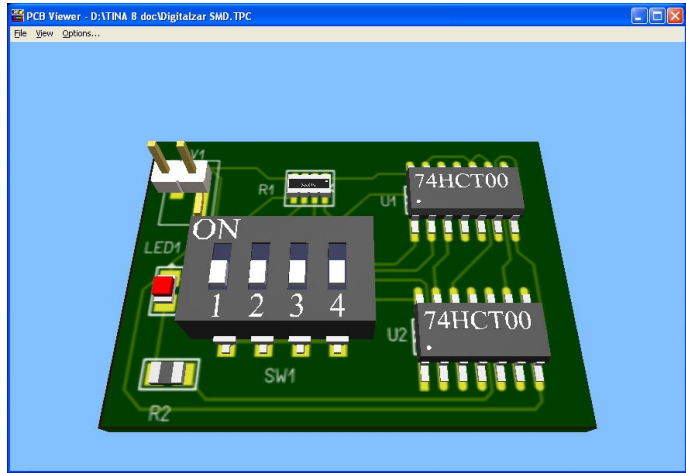 PCB Viewer - D:\TINA 8 doc\Digitalzar SMD.TPC
File View Options...
R1
74HCT00
U1
ON
LED1
1 2 3 4
74HCT00
U2
SW1
R2